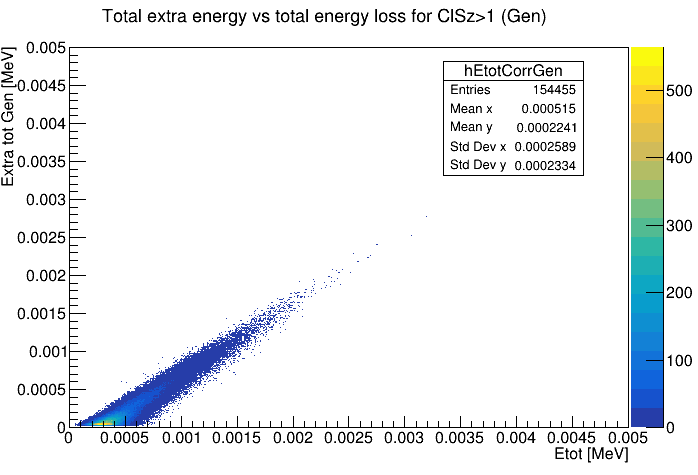 Total extra energy vs total energy loss for ClSz>1 (Gen)
Extra tot Gen [MeV]
0.005
0.0045
0.004
0.0035
0.003
0.0025
0.002
0.0015
0.001
0.0005
0
hEtotCorrGen
Entries 154455
Mean x 0.000515
Mean y 0.0002241
Std Dev x 0.0002589
Std Dev y 0.0002334
500
400
300
200
100
0
0 0.0005 0.001 0.0015 0.002 0.0025 0.003 0.0035 0.004 0.0045 0.005
Etot [MeV]